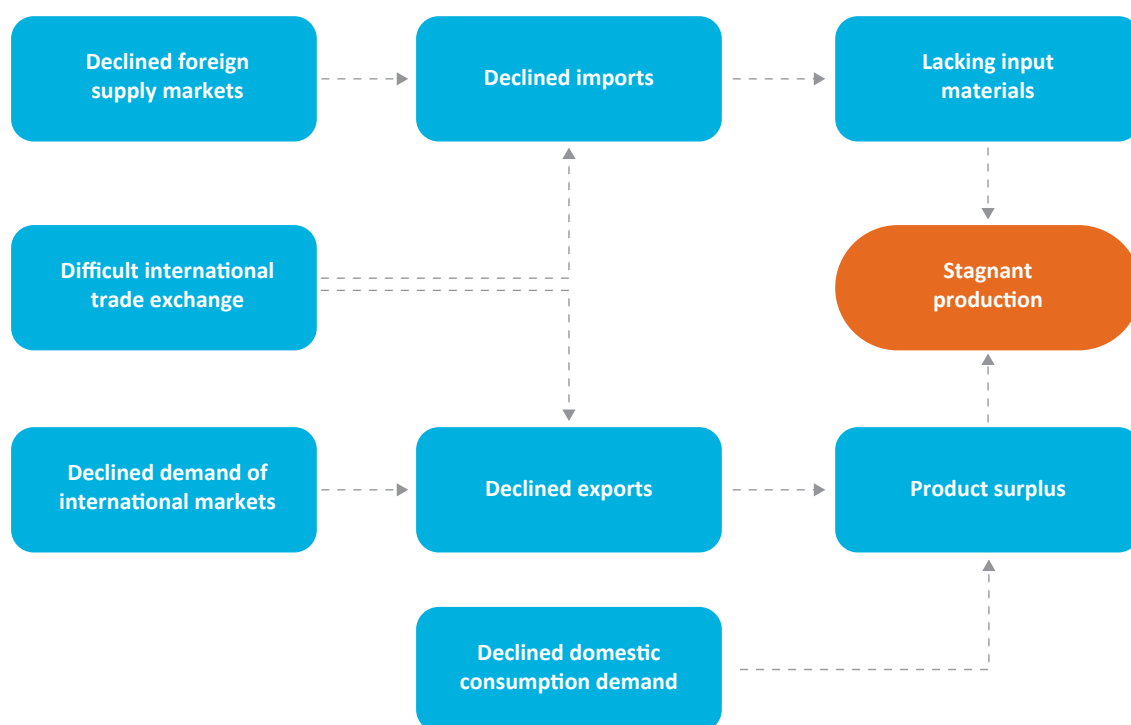 Declined foreign
supply markets
Declined imports
Lacking input
materials
Difficult international
trade exchange
Stagnant
production
Declined demand of
international markets
Declined exports
Product surplus
Declined domestic
consumption demand